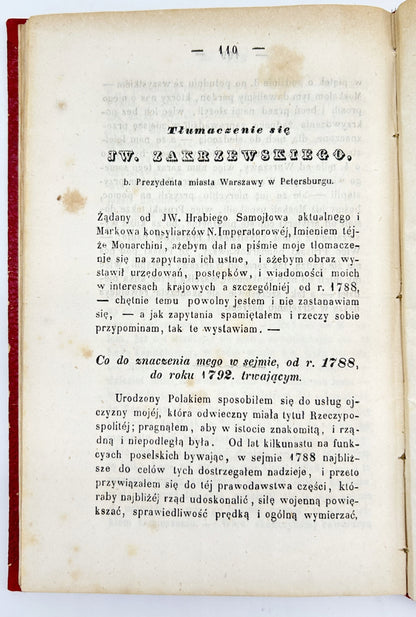 — 110 —
Tłumaczenie się
JW. ZAKRZEWSKIEGO,
b. Prezydenta miasta Warszawy w Petersburgu.
Żądany od JW. Hrabiego Samojłowa aktualnego i
Markowa konsyliarzów N. Imperatorowéj, Imieniem téj-
że Monarchini, ażebym dał na piśmie moje tłomacze-
nie się na zapytania ich ustne, i ażebym obraz wy-
stawił urzędowań, postępków, i wiadomości moich
w interesach krajowych a szczególniéj od r. 1788,
— chętnie temu powolny jestem i nie zastanawiam
się, — a jak zapytania spamiętałem i rzeczy sobie
przypominam, tak te wystawiam. —
Co do znaczenia mego w sejmie, od r. 1788,
do roku 1792. trwającym.
Urodzony Polakiem sposobiłem się do usług oj-
czyzny mojéj, która odwieczny miała tytuł Rzeczypo-
spolitéj; pragnąłem, aby w istocie znakomitą, i rzą-
dną i niepodległą była. Od lat kilkunastu na funk-
cyach poselskich bywając, w sejmie 1788 najbliż-
sze do celów tych dostrzegałem nadzieje, i przeto
przywiązałem się do téj prawodawstwa części, któ-
raby najbliżéj rząd udoskonalić, siłę wojenną powięk-
szać, sprawiedliwość prędką i ogólną wymierzać,